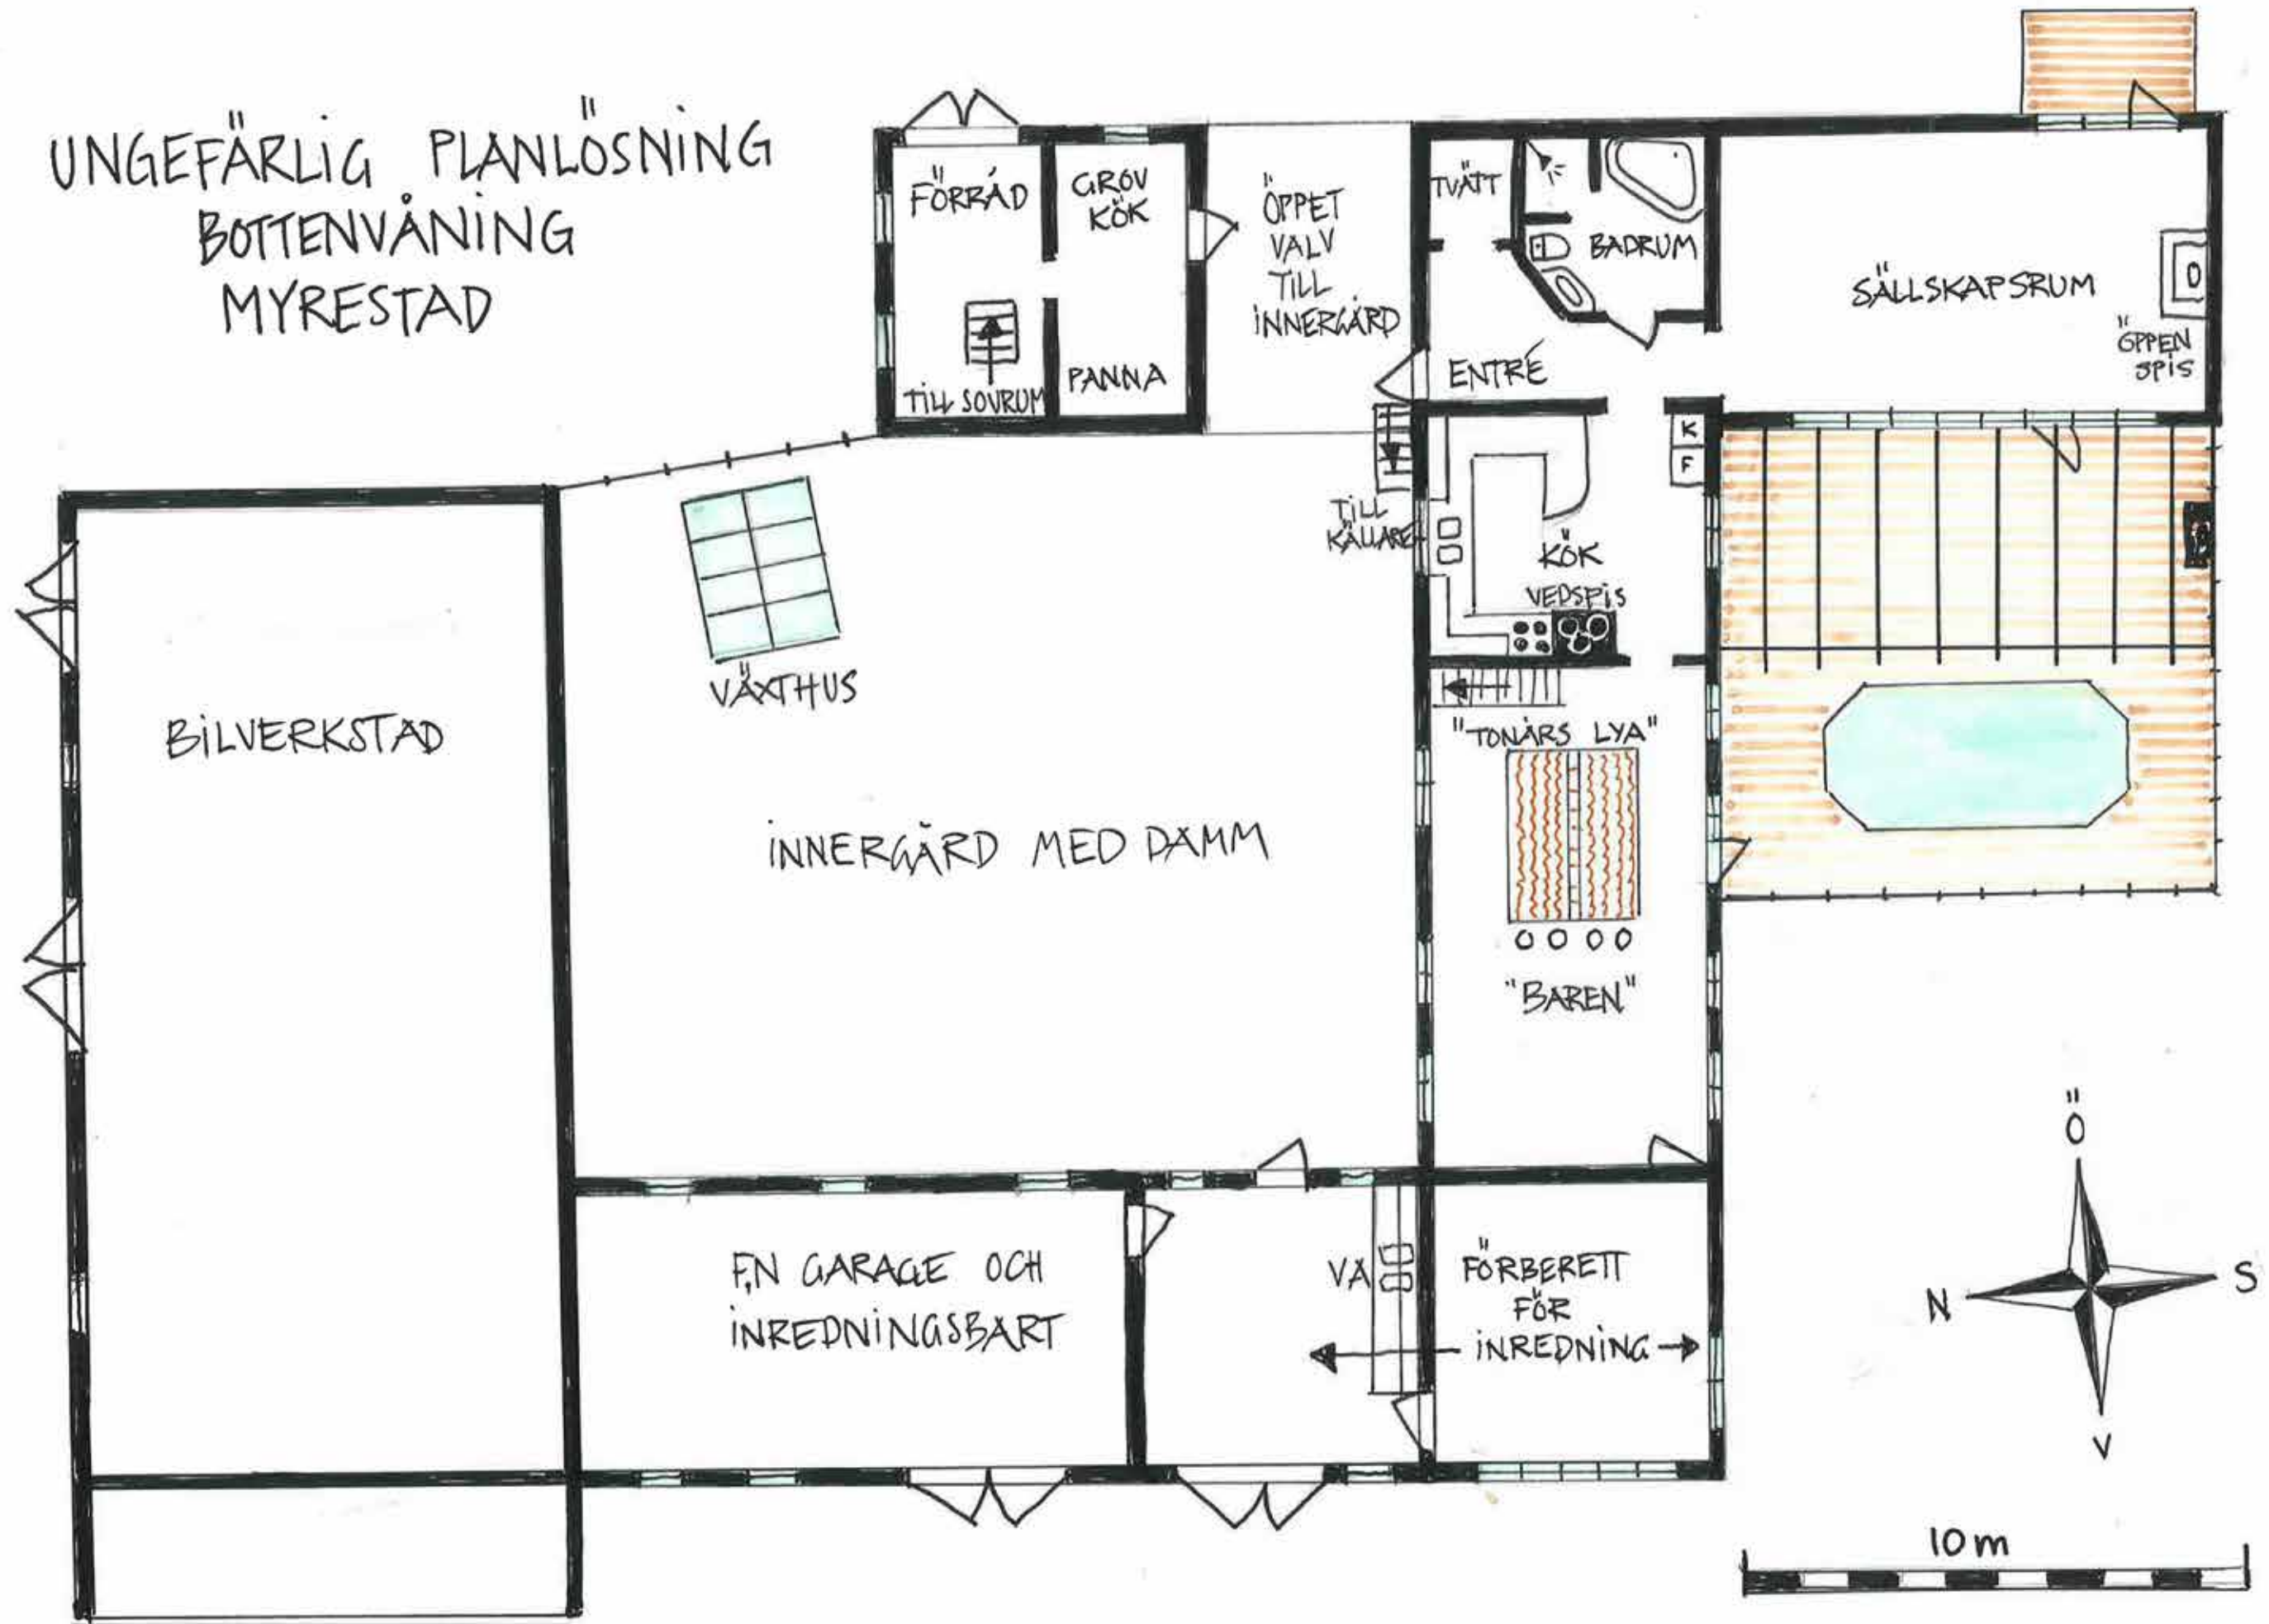 UNGEFÄRLIG PLANLÖSNING
BOTTENVÅNING
MYRESTAD
FÖRRÅD
GROV
KÖK
TILL SOVRUM
PANNA
ÖPPET
VALV
TILL
INNERGÅRD
TVÄTT
BADRUM
ENTRÉ
SÄLLSKAPSRUM
ÖPPEN
SPIS
K
F
TILL
KÄLLARE
KÖK
VEDSPIS
VÄXTHUS
BILVERKSTAD
"TONÅRS LYA"
INNERGÅRD MED DAMM
"BAREN"
F.N GARAGE OCH
INREDNINGSBART
VA
FÖRBERETT
FÖR
INREDNING
Ö
N
S
V
10 m